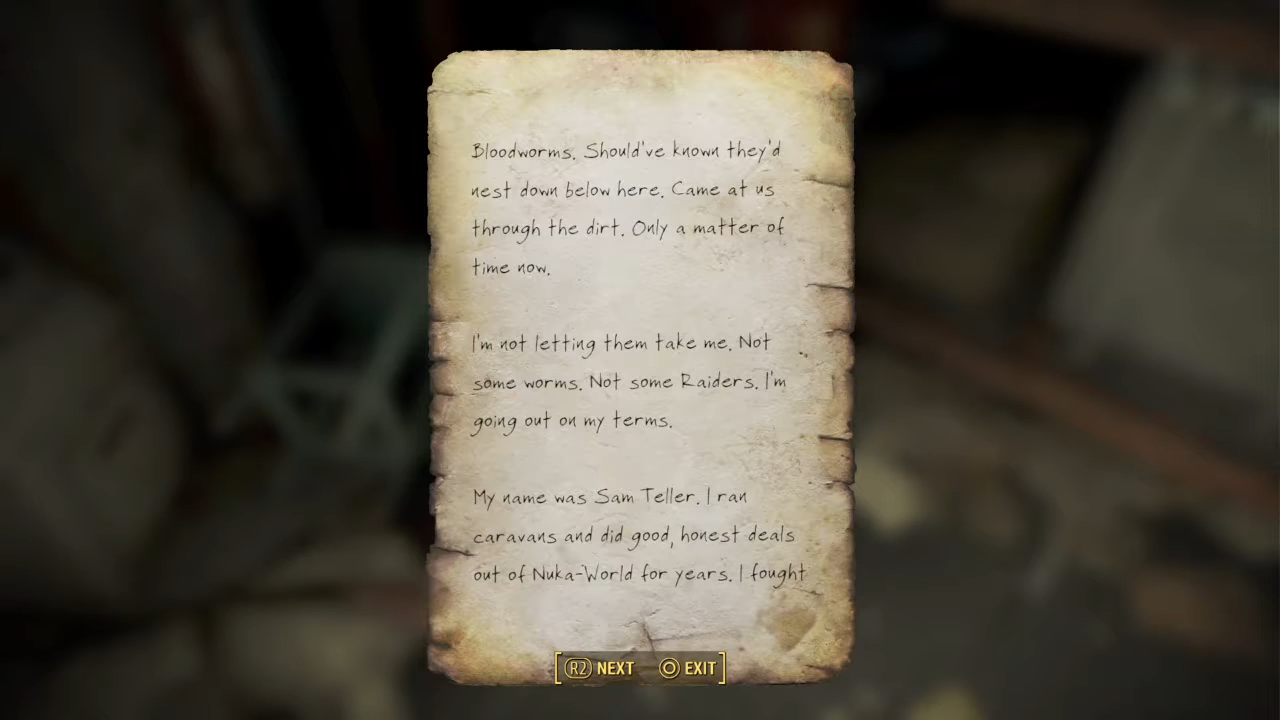 Bloodworms. Should've known they'd
nest down below here. Came at us
through the dirt. Only a matter of
time now.
I'm not letting them take me. Not
some worms. Not some Raiders. I'm
going out on my terms.
My name was Sam Teller. I ran
caravans and did good, honest deals
out of Nuka-World for years. I fought
R2 NEXT EXIT